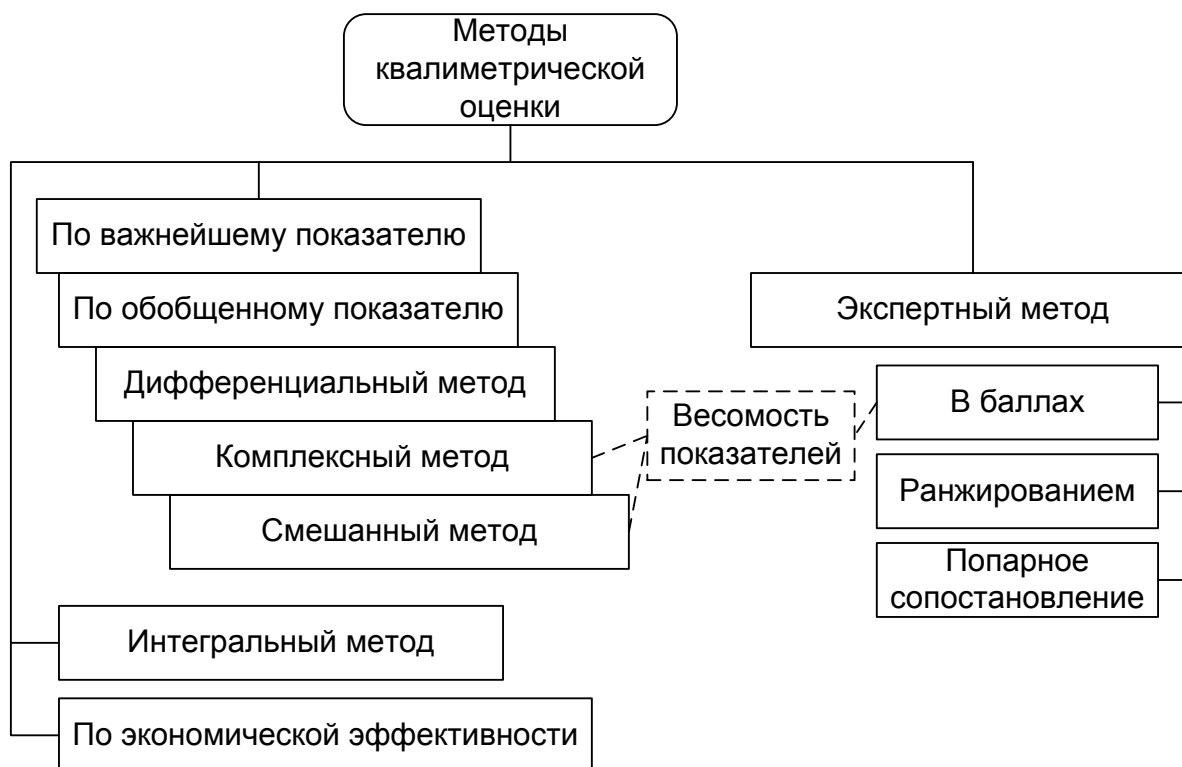 Методы
квалиметрической
оценки
По важнейшему показателю
По обобщенному показателю
Дифференциальный метод
Комплексный метод
Смешанный метод
Интегральный метод
По экономической эффективности
Весомость
показателей
Экспертный метод
В баллах
Ранжированием
Попарное
сопостановление